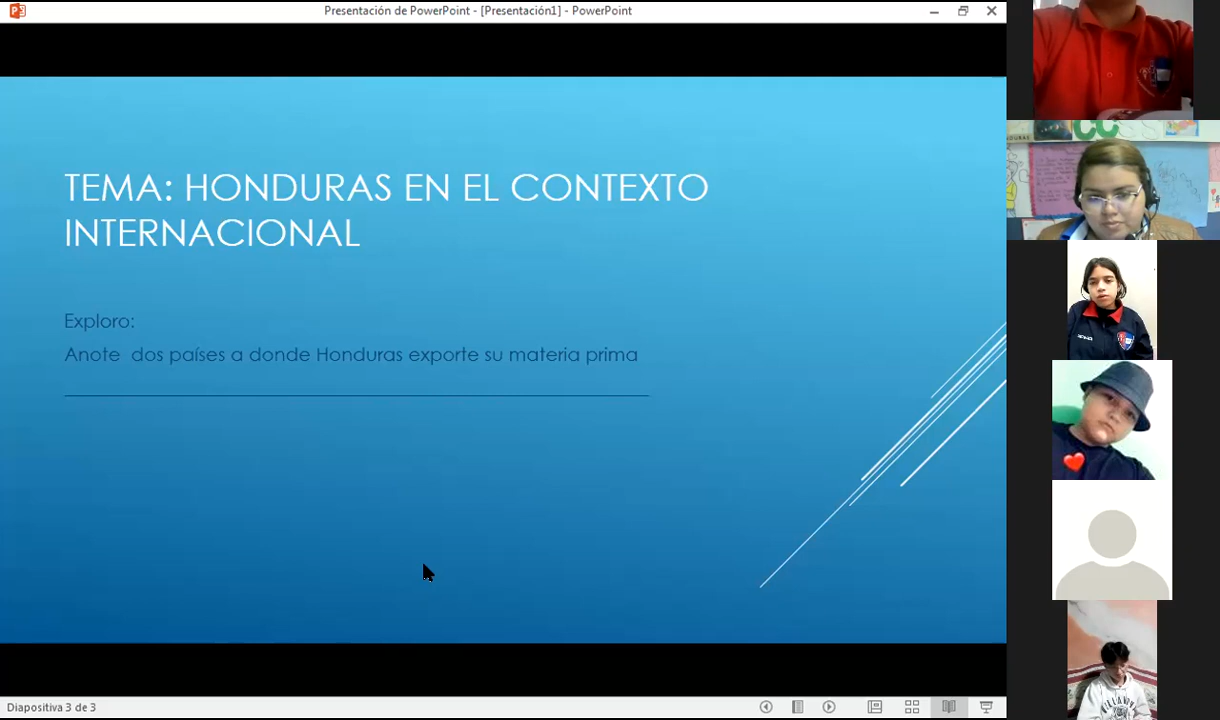 Presentación de PowerPoint - [Presentación1] - PowerPoint
TEMA: HONDURAS EN EL CONTEXTO
INTERNACIONAL
Exploro:
Anote dos países a donde Honduras exporte su materia prima
Diapositiva 3 de 3